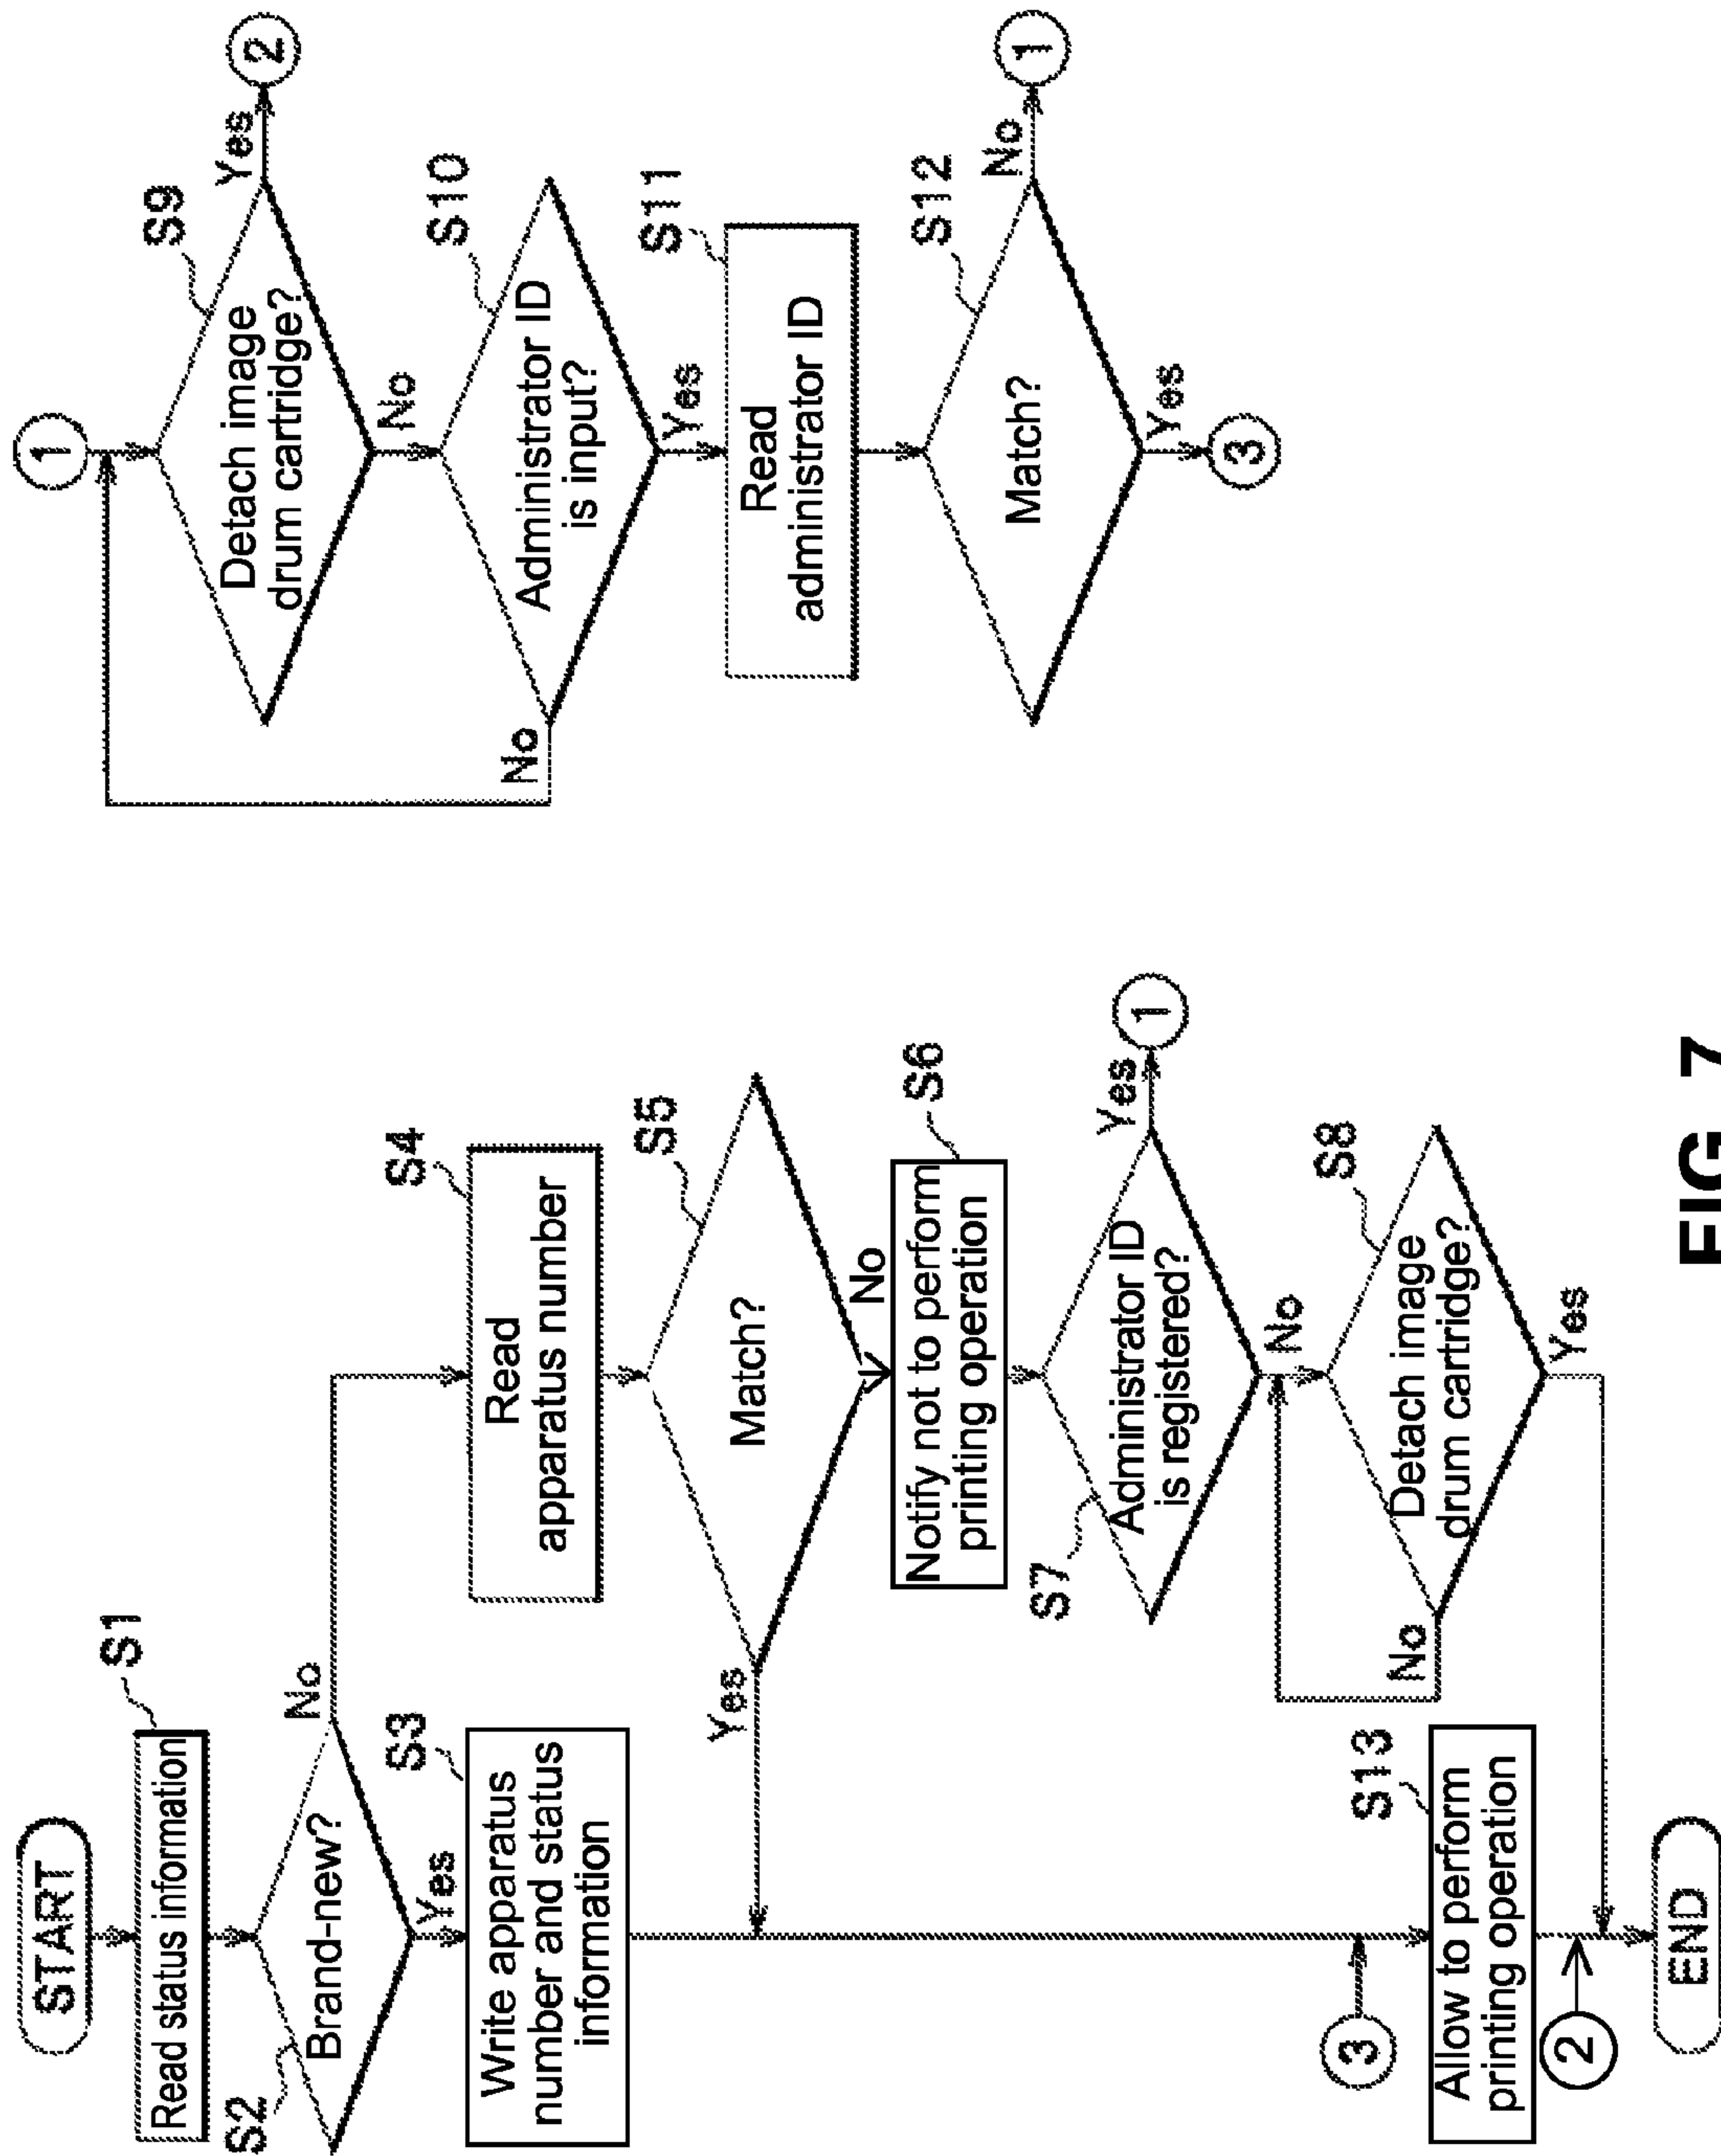 START
Read status information
S1
Brand-new?
S2
No
Yes
Write apparatus
number and status
information
S3
Read
apparatus number
S4
Match?
S5
Yes
No
Notify not to perform
printing operation
S6
Administrator ID
is registered?
S7
Yes
1
No
Detach image
drum cartridge?
S8
No
Yes
3
Allow to perform
printing operation
S13
2
END
1
Detach image
drum cartridge?
S9
Yes
2
No
Administrator ID
is input?
S10
No
Yes
Read
administrator ID
S11
Match?
S12
No
1
Yes
3
FIG 7